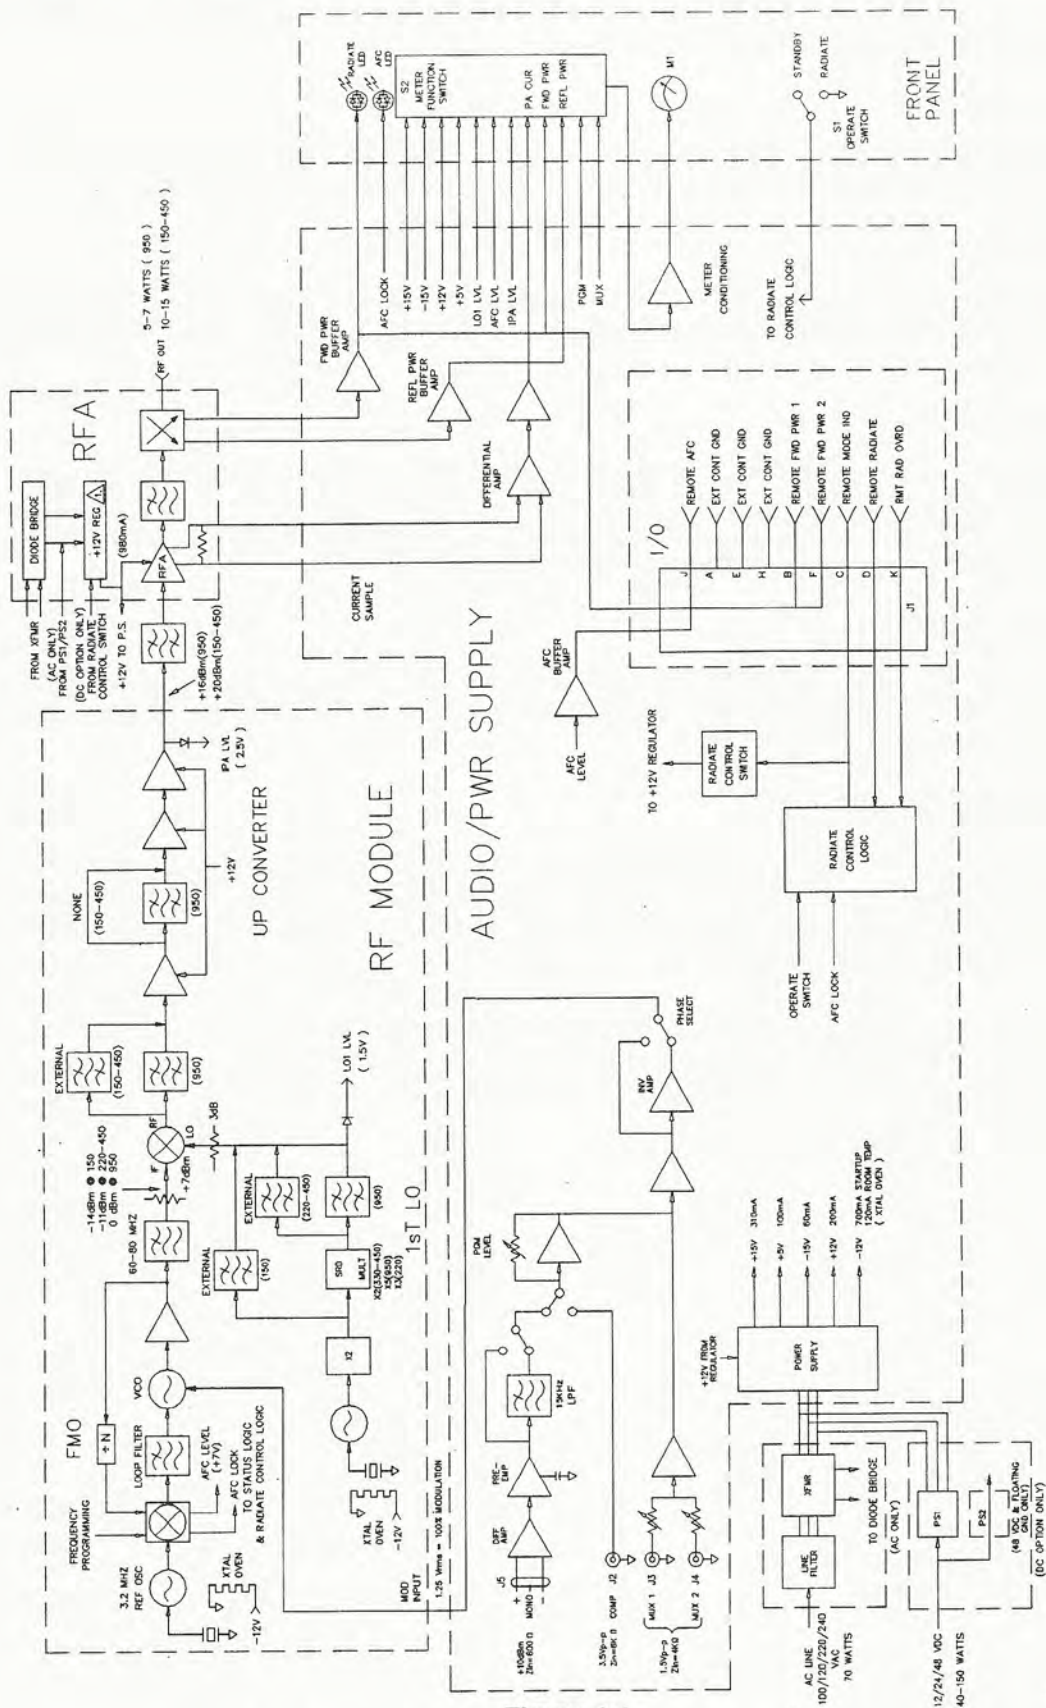 FREQUENCY
PROGRAMMING
3.2 MHZ
REF OSC
XTAL
OVEN
-12V
FMO
÷ N
LOOP FILTER
AFC LEVEL
(+7V)
AFC LOCK
TO STATUS LOGIC
& RADIATE CONTROL LOGIC
VCO
60-80 MHZ
-14dBm @ 150
-11dBm @ 220-450
0 dBm @ 950
IF
RF
LO
+7dBm
3dB
EXTERNAL
(150-450)
(950)
NONE
(150-450)
(950)
+12V
UP CONVERTER
IPA LVL
( 2.5V)
RF MODULE
XTAL
OVEN
-12V
X2
SRD
MULT
X2(330-450)
X5(950)
X3(220)
EXTERNAL
(150)
EXTERNAL
(220-450)
(950)
1ST LO
LO1 LVL
( 1.5V)
MOD
INPUT
1.25 Vrms = 100% MODULATION
+16dBm(950)
+20dBm(150-450)
FROM XFMR
(AC ONLY)
FROM PS1/PS2
(DC OPTION ONLY)
FROM RADIATE
CONTROL SWITCH
+12V TO P.S.
DIODE BRIDGE
+12V REG
(980mA)
RFA
RFA
RF OUT
5-7 WATTS ( 950 )
10-15 WATTS (150-450)
AUDIO/PWR SUPPLY
CURRENT
SAMPLE
DIFFERENTIAL
AMP
REFL PWR
BUFFER
AMP
FWD PWR
BUFFER
AMP
AFC LOCK
+15V
-15V
+12V
+5V
LO1 LVL
AFC LVL
IPA LVL
PGM
MUX
METER
CONDITIONING
TO RADIATE
CONTROL LOGIC
RADIATE
LED
AFC
LED
S2
METER
FUNCTION
SWITCH
PA CUR
FWD PWR
REFL PWR
M1
STANDBY
RADIATE
S1
OPERATE
SWITCH
FRONT
PANEL
I/O
J
A
E
H
B
F
C
D
K
J1
REMOTE AFC
EXT CONT GND
EXT CONT GND
EXT CONT GND
REMOTE FWD PWR 1
REMOTE FWD PWR 2
REMOTE MODE IND
REMOTE RADIATE
RMT RAD OVRD
AFC
BUFFER
AMP
AFC
LEVEL
TO +12V REGULATOR
RADIATE
CONTROL
SWITCH
RADIATE
CONTROL
LOGIC
OPERATE
SWITCH
AFC LOCK
+10dBm
Zin=600 Ω
MONO
+
-
J5
DIFF
AMP
PRE-
EMP
15KHz
LPF
PGM
LEVEL
3.5Vp-p
Zin=6K Ω
COMP
J2
1.5Vp-p
Zin=4KΩ
MUX 1
J3
MUX 2
J4
INV
AMP
PHASE
SELECT
+12V FROM
REGULATOR
POWER
SUPPLY
+15V 310mA
+5V 100mA
-15V 60mA
+12V 200mA
-12V 700mA STARTUP
120mA ROOM TEMP
( XTAL OVEN)
AC LINE
100/120/220/240
VAC
70 WATTS
LINE
FILTER
XFMR
TO DIODE BRIDGE
(AC ONLY)
12/24/48 VDC
40-150 WATTS
PS1
PS2
(48 VDC & FLOATING
GND ONLY)
(DC OPTION ONLY)